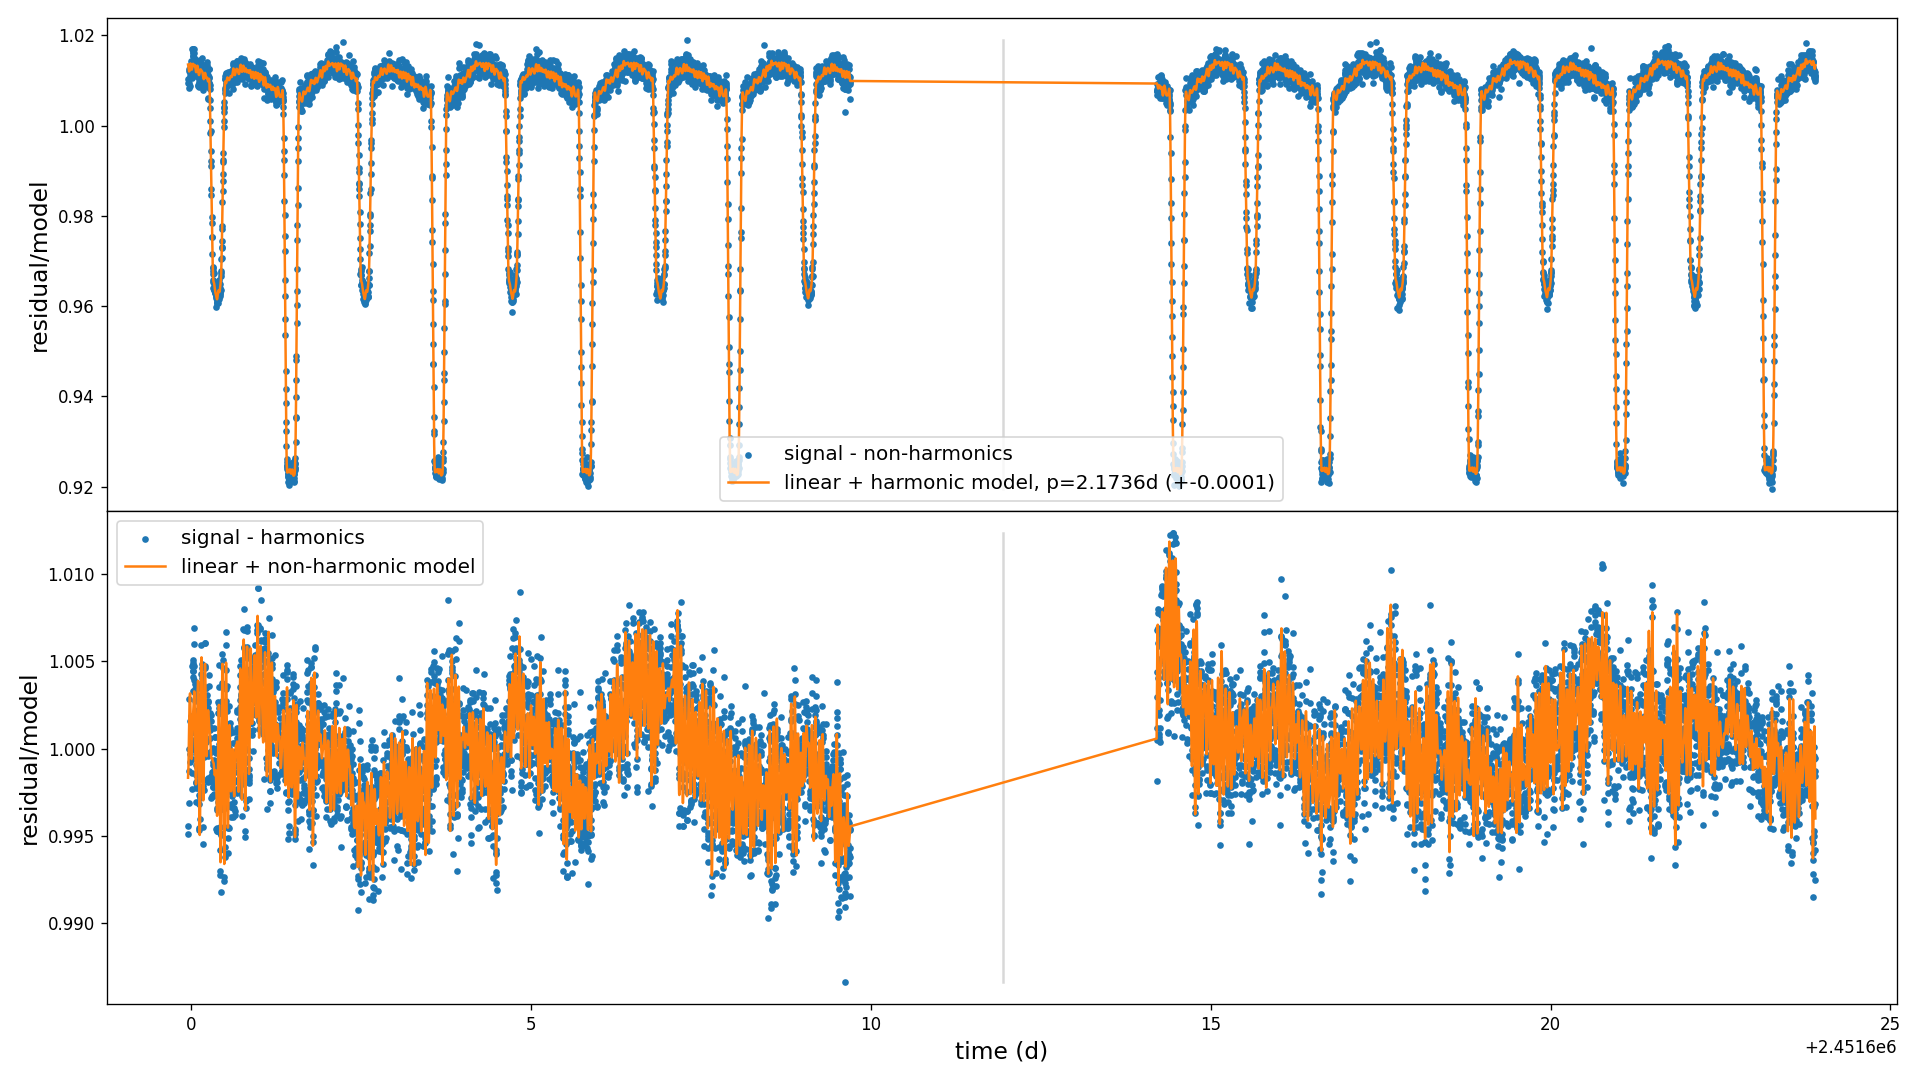 1.02
1.00
0.98
0.96
0.94
0.92
residual/model
signal - non-harmonics
linear + harmonic model, p=2.1736d (+-0.0001)
signal - harmonics
linear + non-harmonic model
1.010
1.005
1.000
0.995
0.990
residual/model
0
5
10
15
20
25
time (d)
+2.4516e6